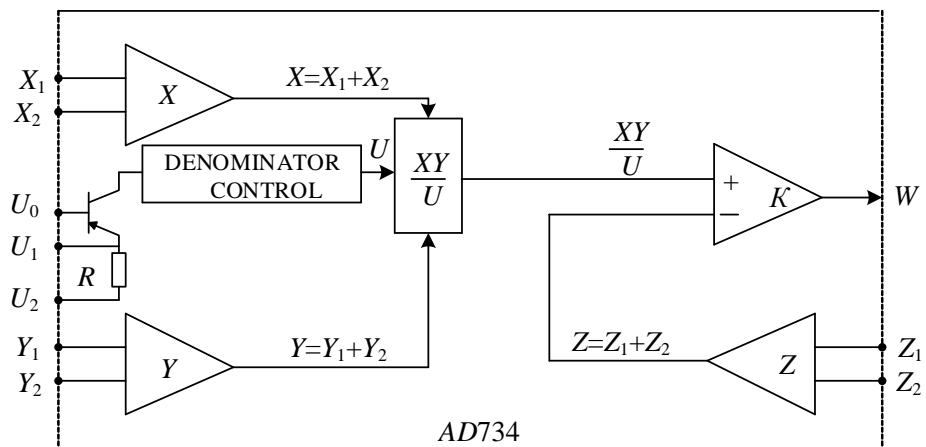 X₁
X₂
X
X=X₁+X₂
DENOMINATOR
CONTROL
U
XY
U
XY
U
+
−
К
W
U₀
U₁
U₂
R
Y₁
Y₂
Y
Y=Y₁+Y₂
Z=Z₁+Z₂
Z
Z₁
Z₂
AD734